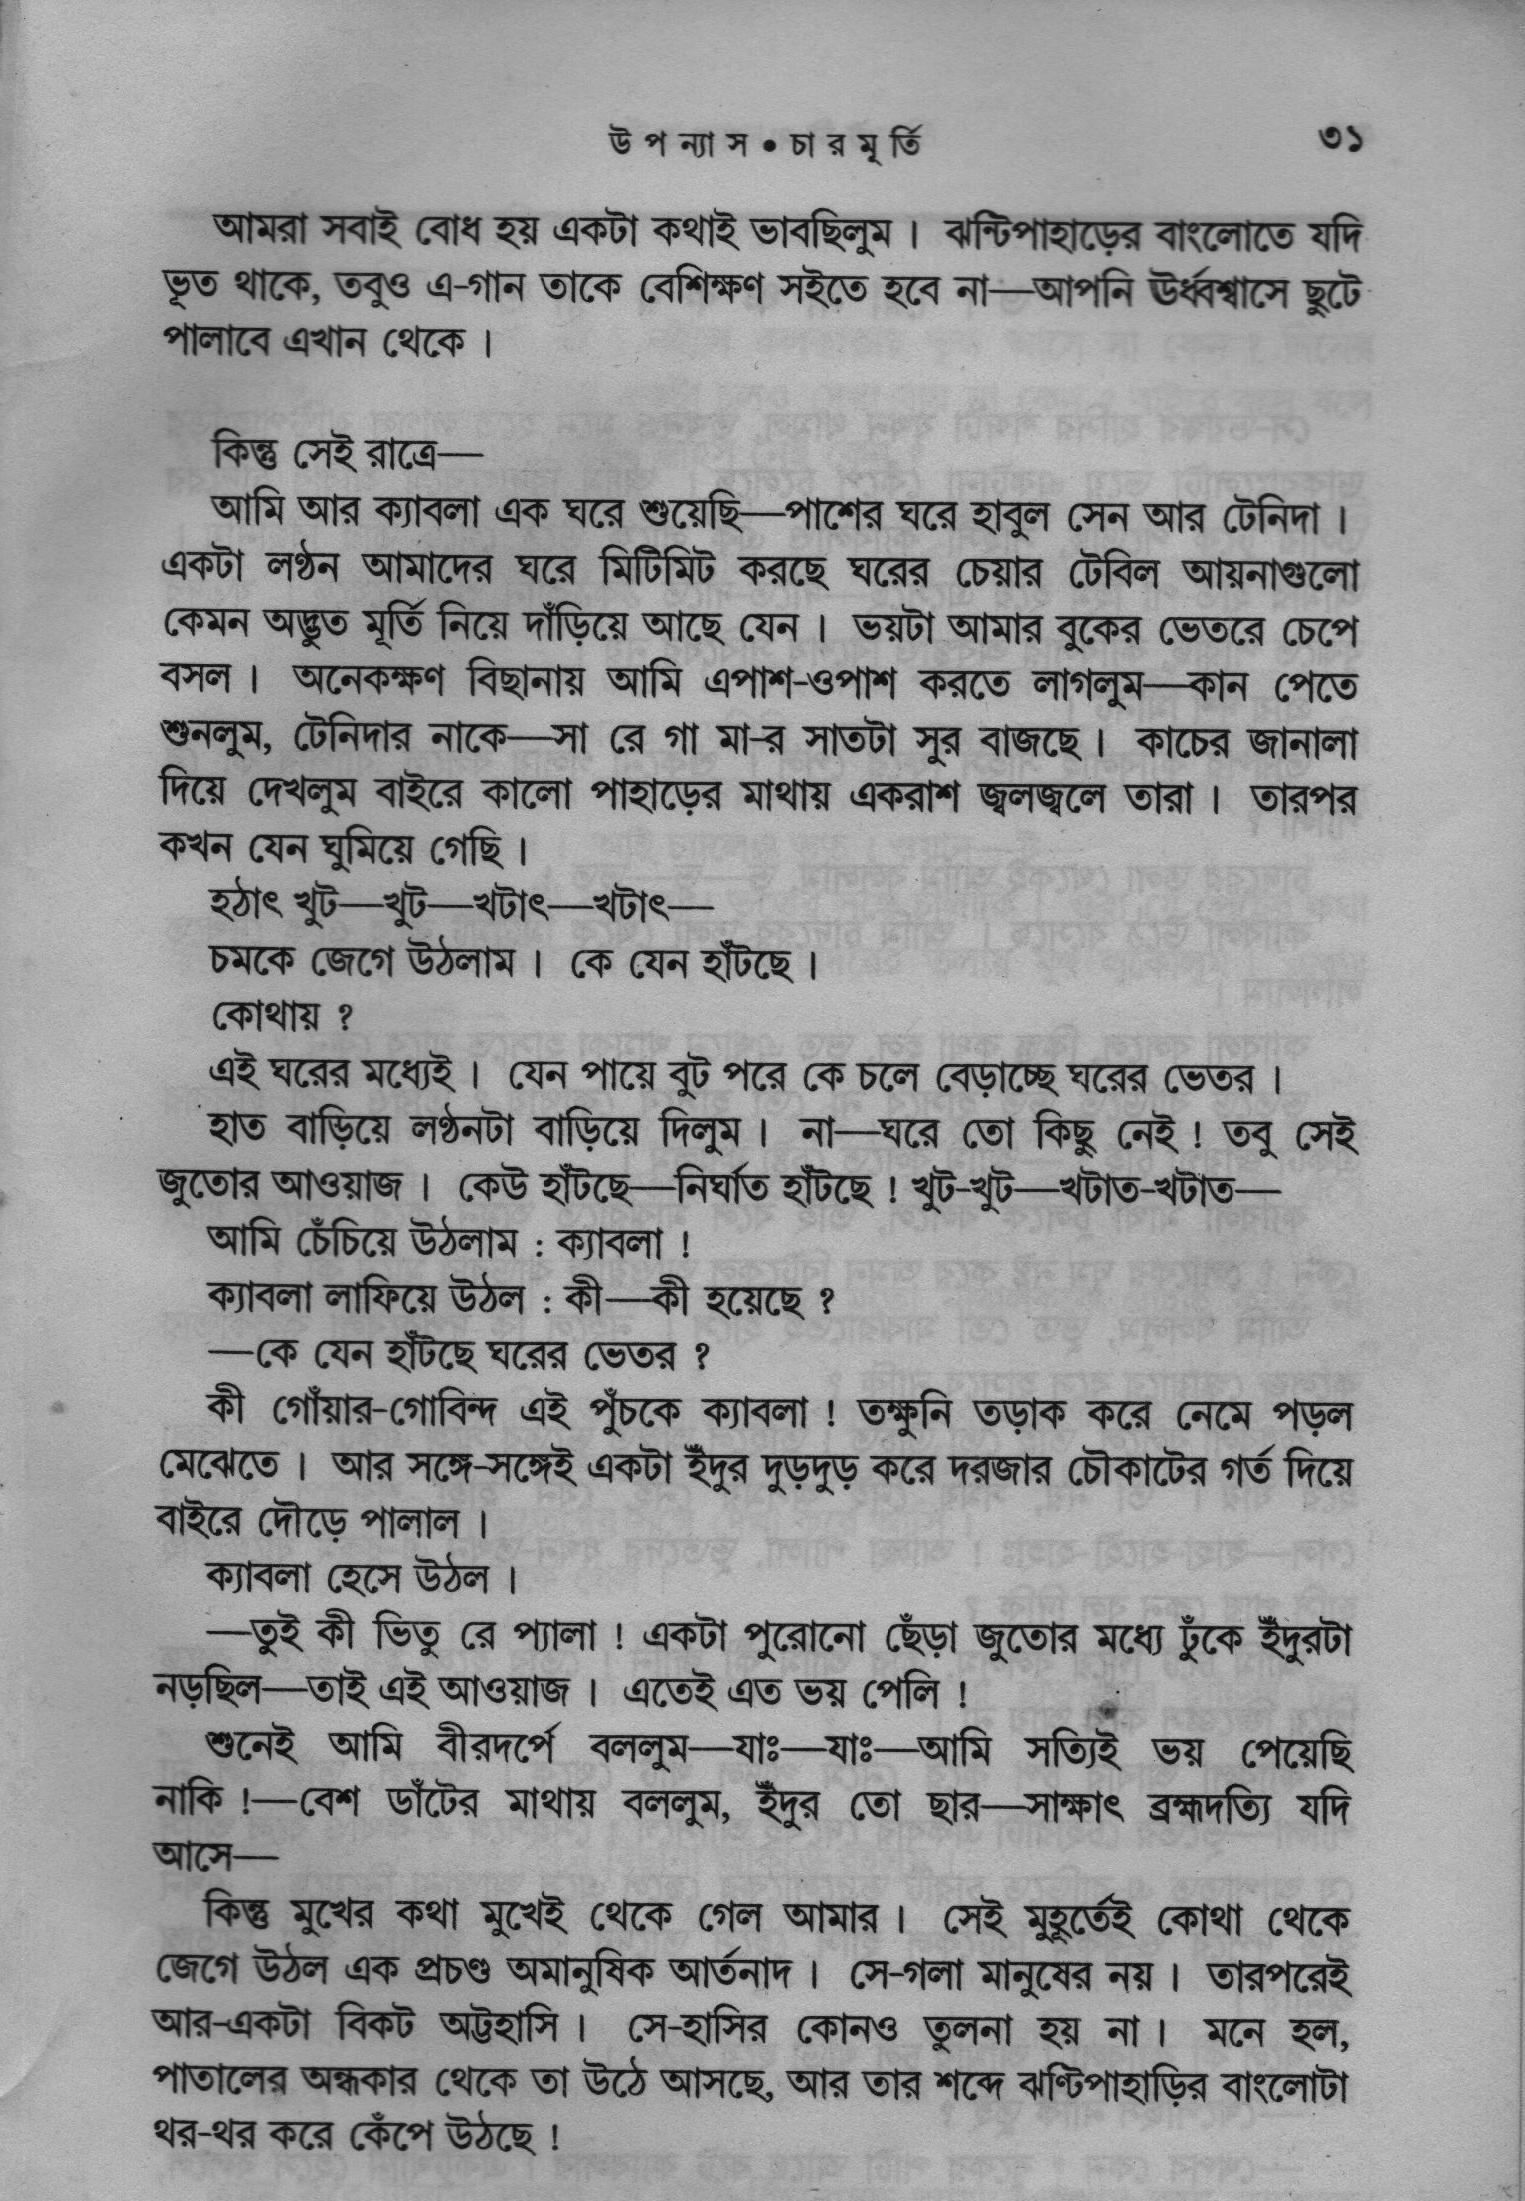 উপন্যাস • চারমূর্তি ৩১
আমরা সবাই বোধ হয় একটা কথাই ভাবছিলুম। ঝন্টিপাহাড়ের বাংলোতে যদি
ভূত থাকে, তবুও এ-গান তাকে বেশিক্ষণ সইতে হবে না—আপনি ঊর্ধ্বশ্বাসে ছুটে
পালাবে এখান থেকে।
কিন্তু সেই রাত্রে—
আমি আর ক্যাবলা এক ঘরে শুয়েছি—পাশের ঘরে হাবুল সেন আর টেনিদা।
একটা লণ্ঠন আমাদের ঘরে মিটিমিট করছে ঘরের চেয়ার টেবিল আয়নাগুলো
কেমন অদ্ভুত মূর্তি নিয়ে দাঁড়িয়ে আছে যেন। ভয়টা আমার বুকের ভেতরে চেপে
বসল। অনেকক্ষণ বিছানায় আমি এপাশ-ওপাশ করতে লাগলুম—কান পেতে
শুনলুম, টেনিদার নাকে—সা রে গা মা-র সাতটা সুর বাজছে। কাচের জানালা
দিয়ে দেখলুম বাইরে কালো পাহাড়ের মাথায় একরাশ জ্বলজ্বলে তারা। তারপর
কখন যেন ঘুমিয়ে গেছি।
হঠাৎ খুট—খুট—খটাৎ—খটাৎ—
চমকে জেগে উঠলাম। কে যেন হাঁটছে।
কোথায়?
এই ঘরের মধ্যেই। যেন পায়ে বুট পরে কে চলে বেড়াচ্ছে ঘরের ভেতর।
হাত বাড়িয়ে লণ্ঠনটা বাড়িয়ে দিলুম। না—ঘরে তো কিছু নেই! তবু সেই
জুতোর আওয়াজ। কেউ হাঁটছে—নির্ঘাত হাঁটছে! খুট-খুট—খটাত-খটাত—
আমি চেঁচিয়ে উঠলাম : ক্যাবলা!
ক্যাবলা লাফিয়ে উঠল : কী—কী হয়েছে?
—কে যেন হাঁটছে ঘরের ভেতর?
কী গোঁয়ার-গোবিন্দ এই পুঁচকে ক্যাবলা! তক্ষুনি তড়াক করে নেমে পড়ল
মেঝেতে। আর সঙ্গে-সঙ্গেই একটা ইঁদুর দুড়দুড় করে দরজার চৌকাটের গর্ত দিয়ে
বাইরে দৌড়ে পালাল।
ক্যাবলা হেসে উঠল।
—তুই কী ভিতু রে প্যালা! একটা পুরোনো ছেঁড়া জুতোর মধ্যে ঢুঁকে ইঁদুরটা
নড়ছিল—তাই এই আওয়াজ। এতেই এত ভয় পেলি!
শুনেই আমি বীরদর্পে বললুম—যাঃ—যাঃ—আমি সত্যিই ভয় পেয়েছি
নাকি!—বেশ ডাঁটের মাথায় বললুম, ইঁদুর তো ছার—সাক্ষাৎ ব্রহ্মদত্যি যদি
আসে—
কিন্তু মুখের কথা মুখেই থেকে গেল আমার। সেই মুহূর্তেই কোথা থেকে
জেগে উঠল এক প্রচণ্ড অমানুষিক আর্তনাদ। সে-গলা মানুষের নয়। তারপরেই
আর-একটা বিকট অট্টহাসি। সে-হাসির কোনও তুলনা হয় না। মনে হল,
পাতালের অন্ধকার থেকে তা উঠে আসছে, আর তার শব্দে ঝণ্টিপাহাড়ির বাংলোটা
থর-থর করে কেঁপে উঠছে!